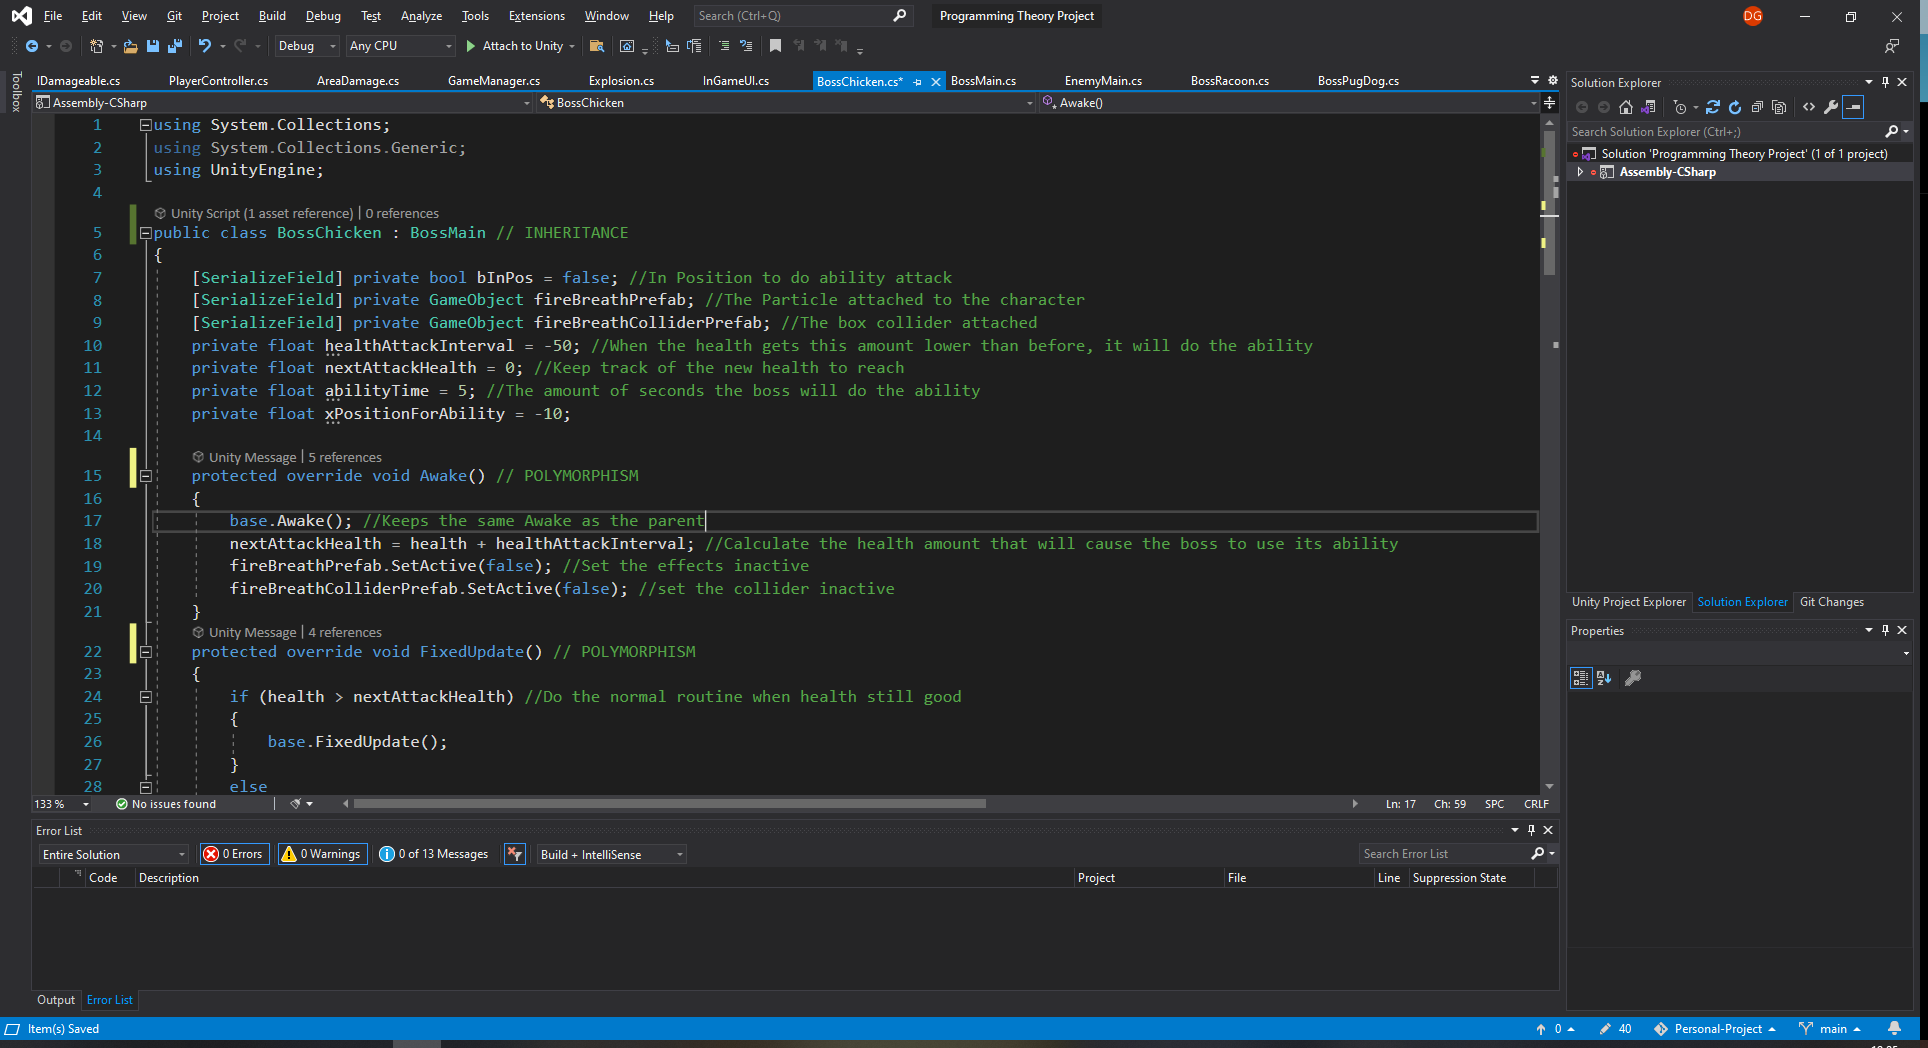 File Edit View Git Project Build Debug Test Analyze Tools Extensions Window Help Search (Ctrl+Q) Programming Theory Project DG
Debug Any CPU Attach to Unity
Toolbox
IDamageable.cs PlayerController.cs AreaDamage.cs GameManager.cs Explosion.cs InGameUI.cs BossChicken.cs* BossMain.cs EnemyMain.cs BossRacoon.cs BossPugDog.cs
Assembly-CSharp BossChicken Awake()
1 using System.Collections;
2 using System.Collections.Generic;
3 using UnityEngine;
4
Unity Script (1 asset reference) | 0 references
5 public class BossChicken : BossMain // INHERITANCE
6 {
7 [SerializeField] private bool bInPos = false; //In Position to do ability attack
8 [SerializeField] private GameObject fireBreathPrefab; //The Particle attached to the character
9 [SerializeField] private GameObject fireBreathColliderPrefab; //The box collider attached
10 private float healthAttackInterval = -50; //When the health gets this amount lower than before, it will do the ability
11 private float nextAttackHealth = 0; //Keep track of the new health to reach
12 private float abilityTime = 5; //The amount of seconds the boss will do the ability
13 private float xPositionForAbility = -10;
14
Unity Message | 5 references
15 protected override void Awake() // POLYMORPHISM
16 {
17 base.Awake(); //Keeps the same Awake as the parent
18 nextAttackHealth = health + healthAttackInterval; //Calculate the health amount that will cause the boss to use its ability
19 fireBreathPrefab.SetActive(false); //Set the effects inactive
20 fireBreathColliderPrefab.SetActive(false); //set the collider inactive
21 }
Unity Message | 4 references
22 protected override void FixedUpdate() // POLYMORPHISM
23 {
24 if (health > nextAttackHealth) //Do the normal routine when health still good
25 {
26 base.FixedUpdate();
27 }
28 else
133 % No issues found Ln: 17 Ch: 59 SPC CRLF
Error List
Entire Solution 0 Errors 0 Warnings 0 of 13 Messages Build + IntelliSense Search Error List
Code Description Project File Line Suppression State
Output Error List
Solution Explorer
Search Solution Explorer (Ctrl+;)
Solution 'Programming Theory Project' (1 of 1 project)
Assembly-CSharp
Unity Project Explorer Solution Explorer Git Changes
Properties
Item(s) Saved 0 40 Personal-Project main